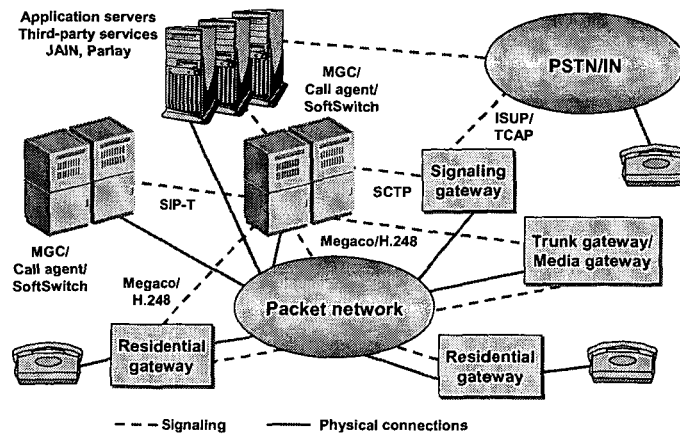 Application servers
Third-party services
JAIN, Parlay
PSTN/IN
MGC/
Call agent/
SoftSwitch
ISUP/
TCAP
Signaling
gateway
SIP-T
SCTP
MGC/
Call agent/
SoftSwitch
Megaco/H.248
Trunk gateway/
Media gateway
Megaco/
H.248
Packet network
Residential
gateway
Residential
gateway
Signaling
Physical connections